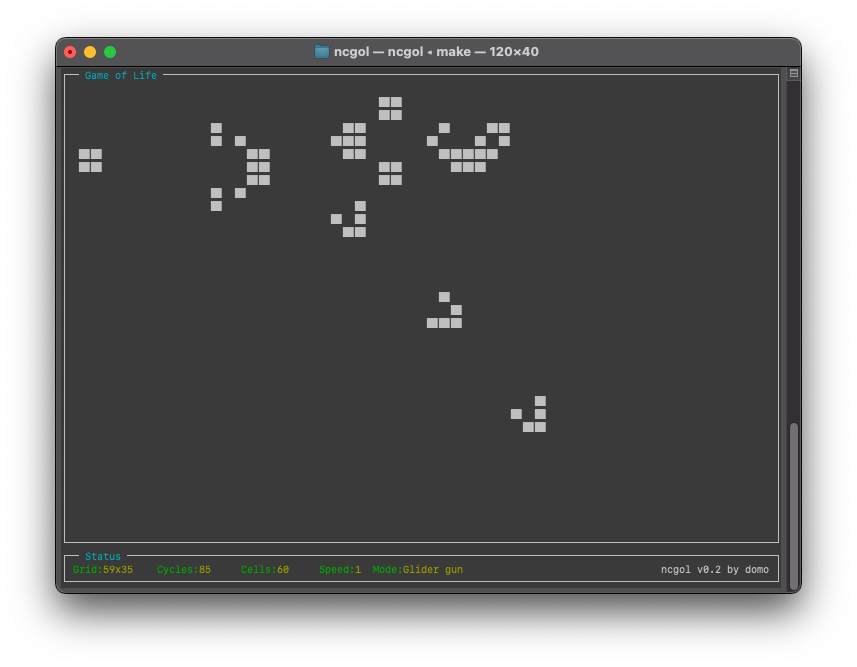 ncgol — ncgol ◂ make — 120×40
Game of Life
Status
Grid:59x35 Cycles:85 Cells:60 Speed:1 Mode:Glider gun ncgol v0.2 by domo